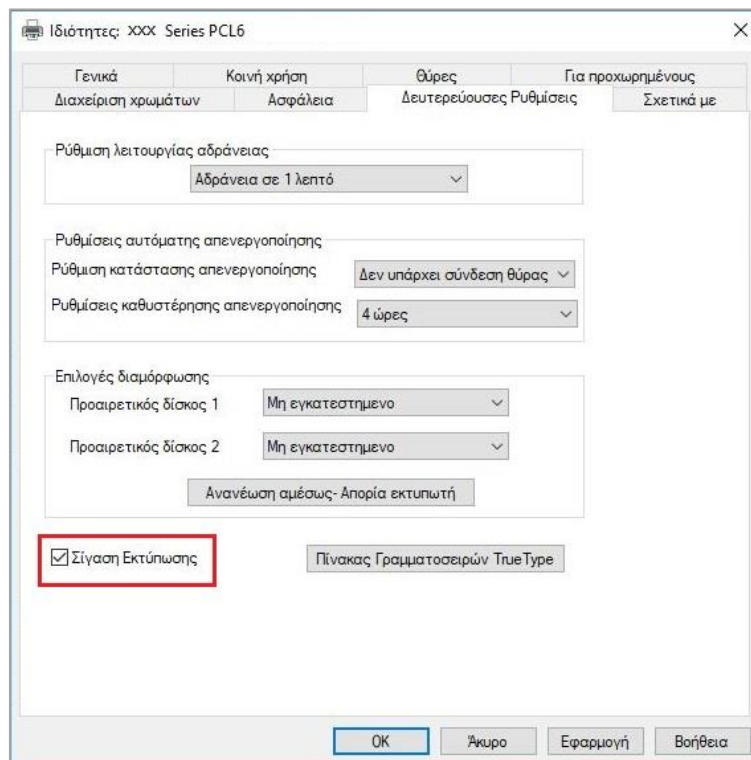 Ιδιότητες: XXX Series PCL6
Γενικά Κοινή χρήση Θύρες Για προχωρημένους
Διαχείριση χρωμάτων Ασφάλεια Δευτερεύουσες Ρυθμίσεις Σχετικά με
Ρύθμιση λειτουργίας αδράνειας
Αδράνεια σε 1 λεπτό
Ρυθμίσεις αυτόματης απενεργοποίησης
Ρύθμιση κατάστασης απενεργοποίησης Δεν υπάρχει σύνδεση θύρας
Ρυθμίσεις καθυστέρησης απενεργοποίησης 4 ώρες
Επιλογές διαμόρφωσης
Προαιρετικός δίσκος 1 Μη εγκατεστημενο
Προαιρετικός δίσκος 2 Μη εγκατεστημενο
Ανανέωση αμέσως- Απορία εκτυπωτή
Σίγαση Εκτύπωσης Πίνακας Γραμματοσειρών TrueType
OK Άκυρο Εφαρμογή Βοήθεια